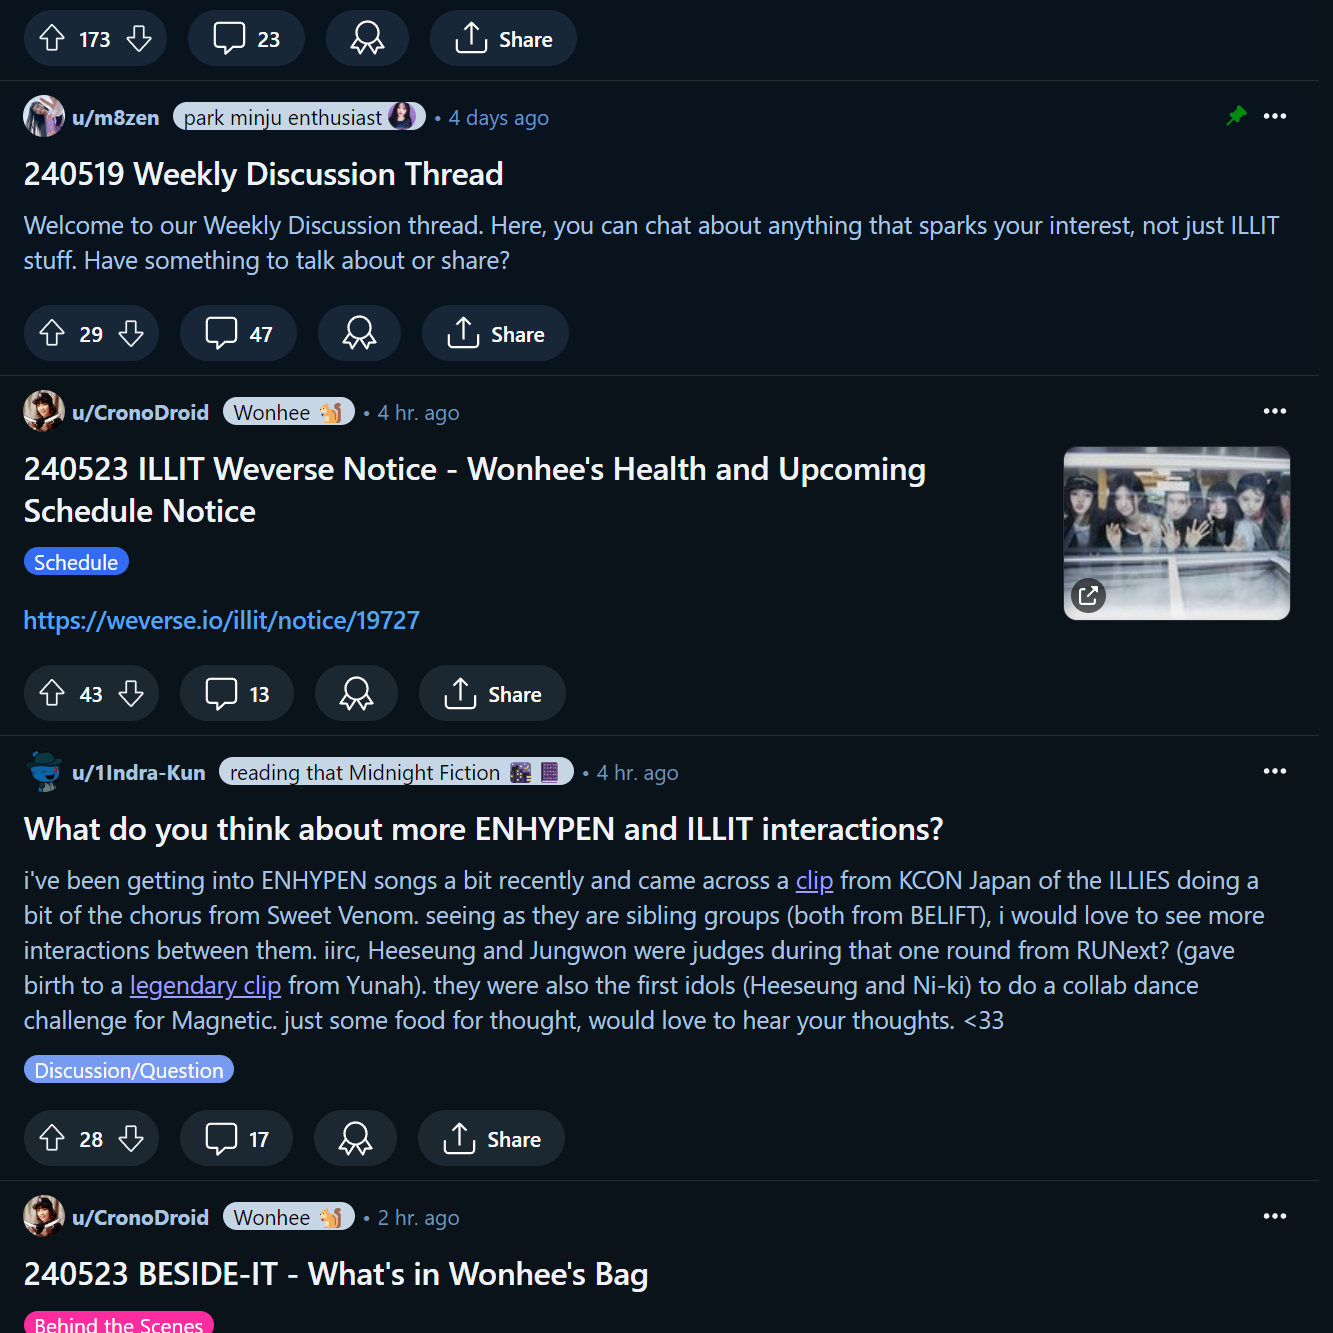 173 23 Share
u/m8zen park minju enthusiast • 4 days ago
240519 Weekly Discussion Thread
Welcome to our Weekly Discussion thread. Here, you can chat about anything that sparks your interest, not just ILLIT
stuff. Have something to talk about or share?
29 47 Share
u/CronoDroid Wonhee 🐿️ • 4 hr. ago
240523 ILLIT Weverse Notice - Wonhee's Health and Upcoming
Schedule Notice
Schedule
https://weverse.io/illit/notice/19727
43 13 Share
u/1Indra-Kun reading that Midnight Fiction • 4 hr. ago
What do you think about more ENHYPEN and ILLIT interactions?
i've been getting into ENHYPEN songs a bit recently and came across a clip from KCON Japan of the ILLIES doing a
bit of the chorus from Sweet Venom. seeing as they are sibling groups (both from BELIFT), i would love to see more
interactions between them. iirc, Heeseung and Jungwon were judges during that one round from RUNext? (gave
birth to a legendary clip from Yunah). they were also the first idols (Heeseung and Ni-ki) to do a collab dance
challenge for Magnetic. just some food for thought, would love to hear your thoughts. <33
Discussion/Question
28 17 Share
u/CronoDroid Wonhee 🐿️ • 2 hr. ago
240523 BESIDE-IT - What's in Wonhee's Bag
Behind the Scenes